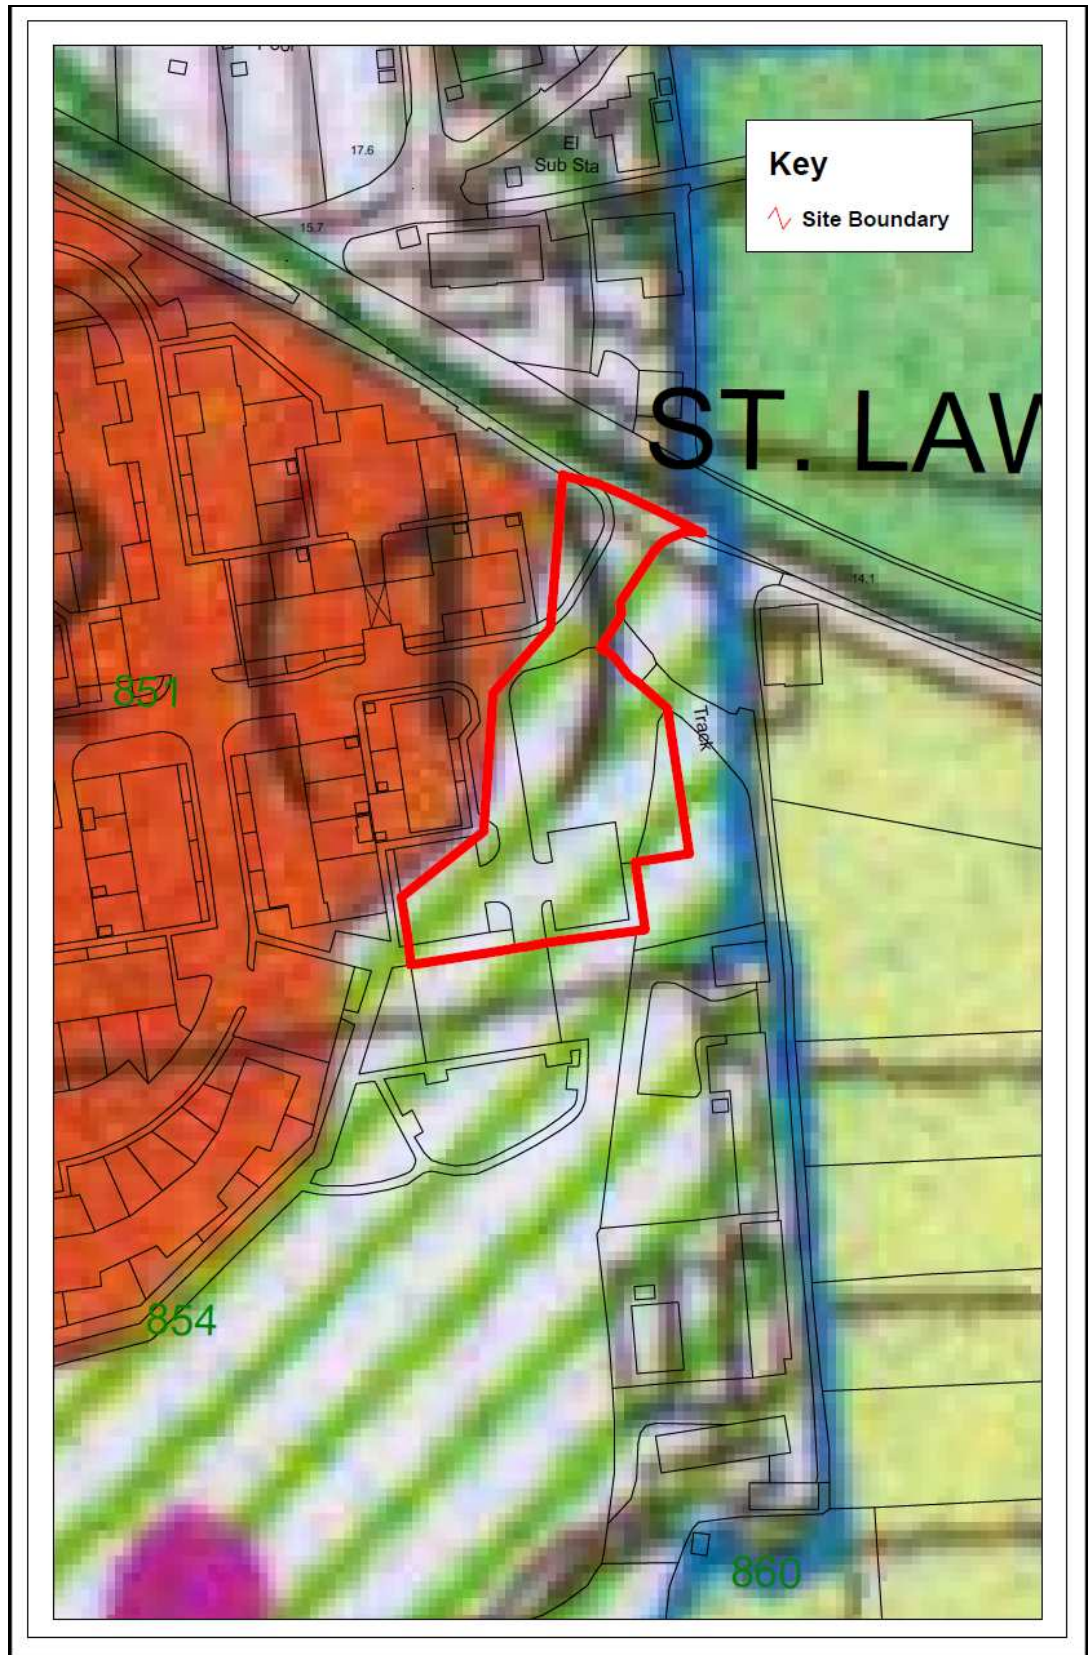 17.6
El
Sub Sta
Key
Site Boundary
15.7
ST. LAW
14.1
851
Track
854
860